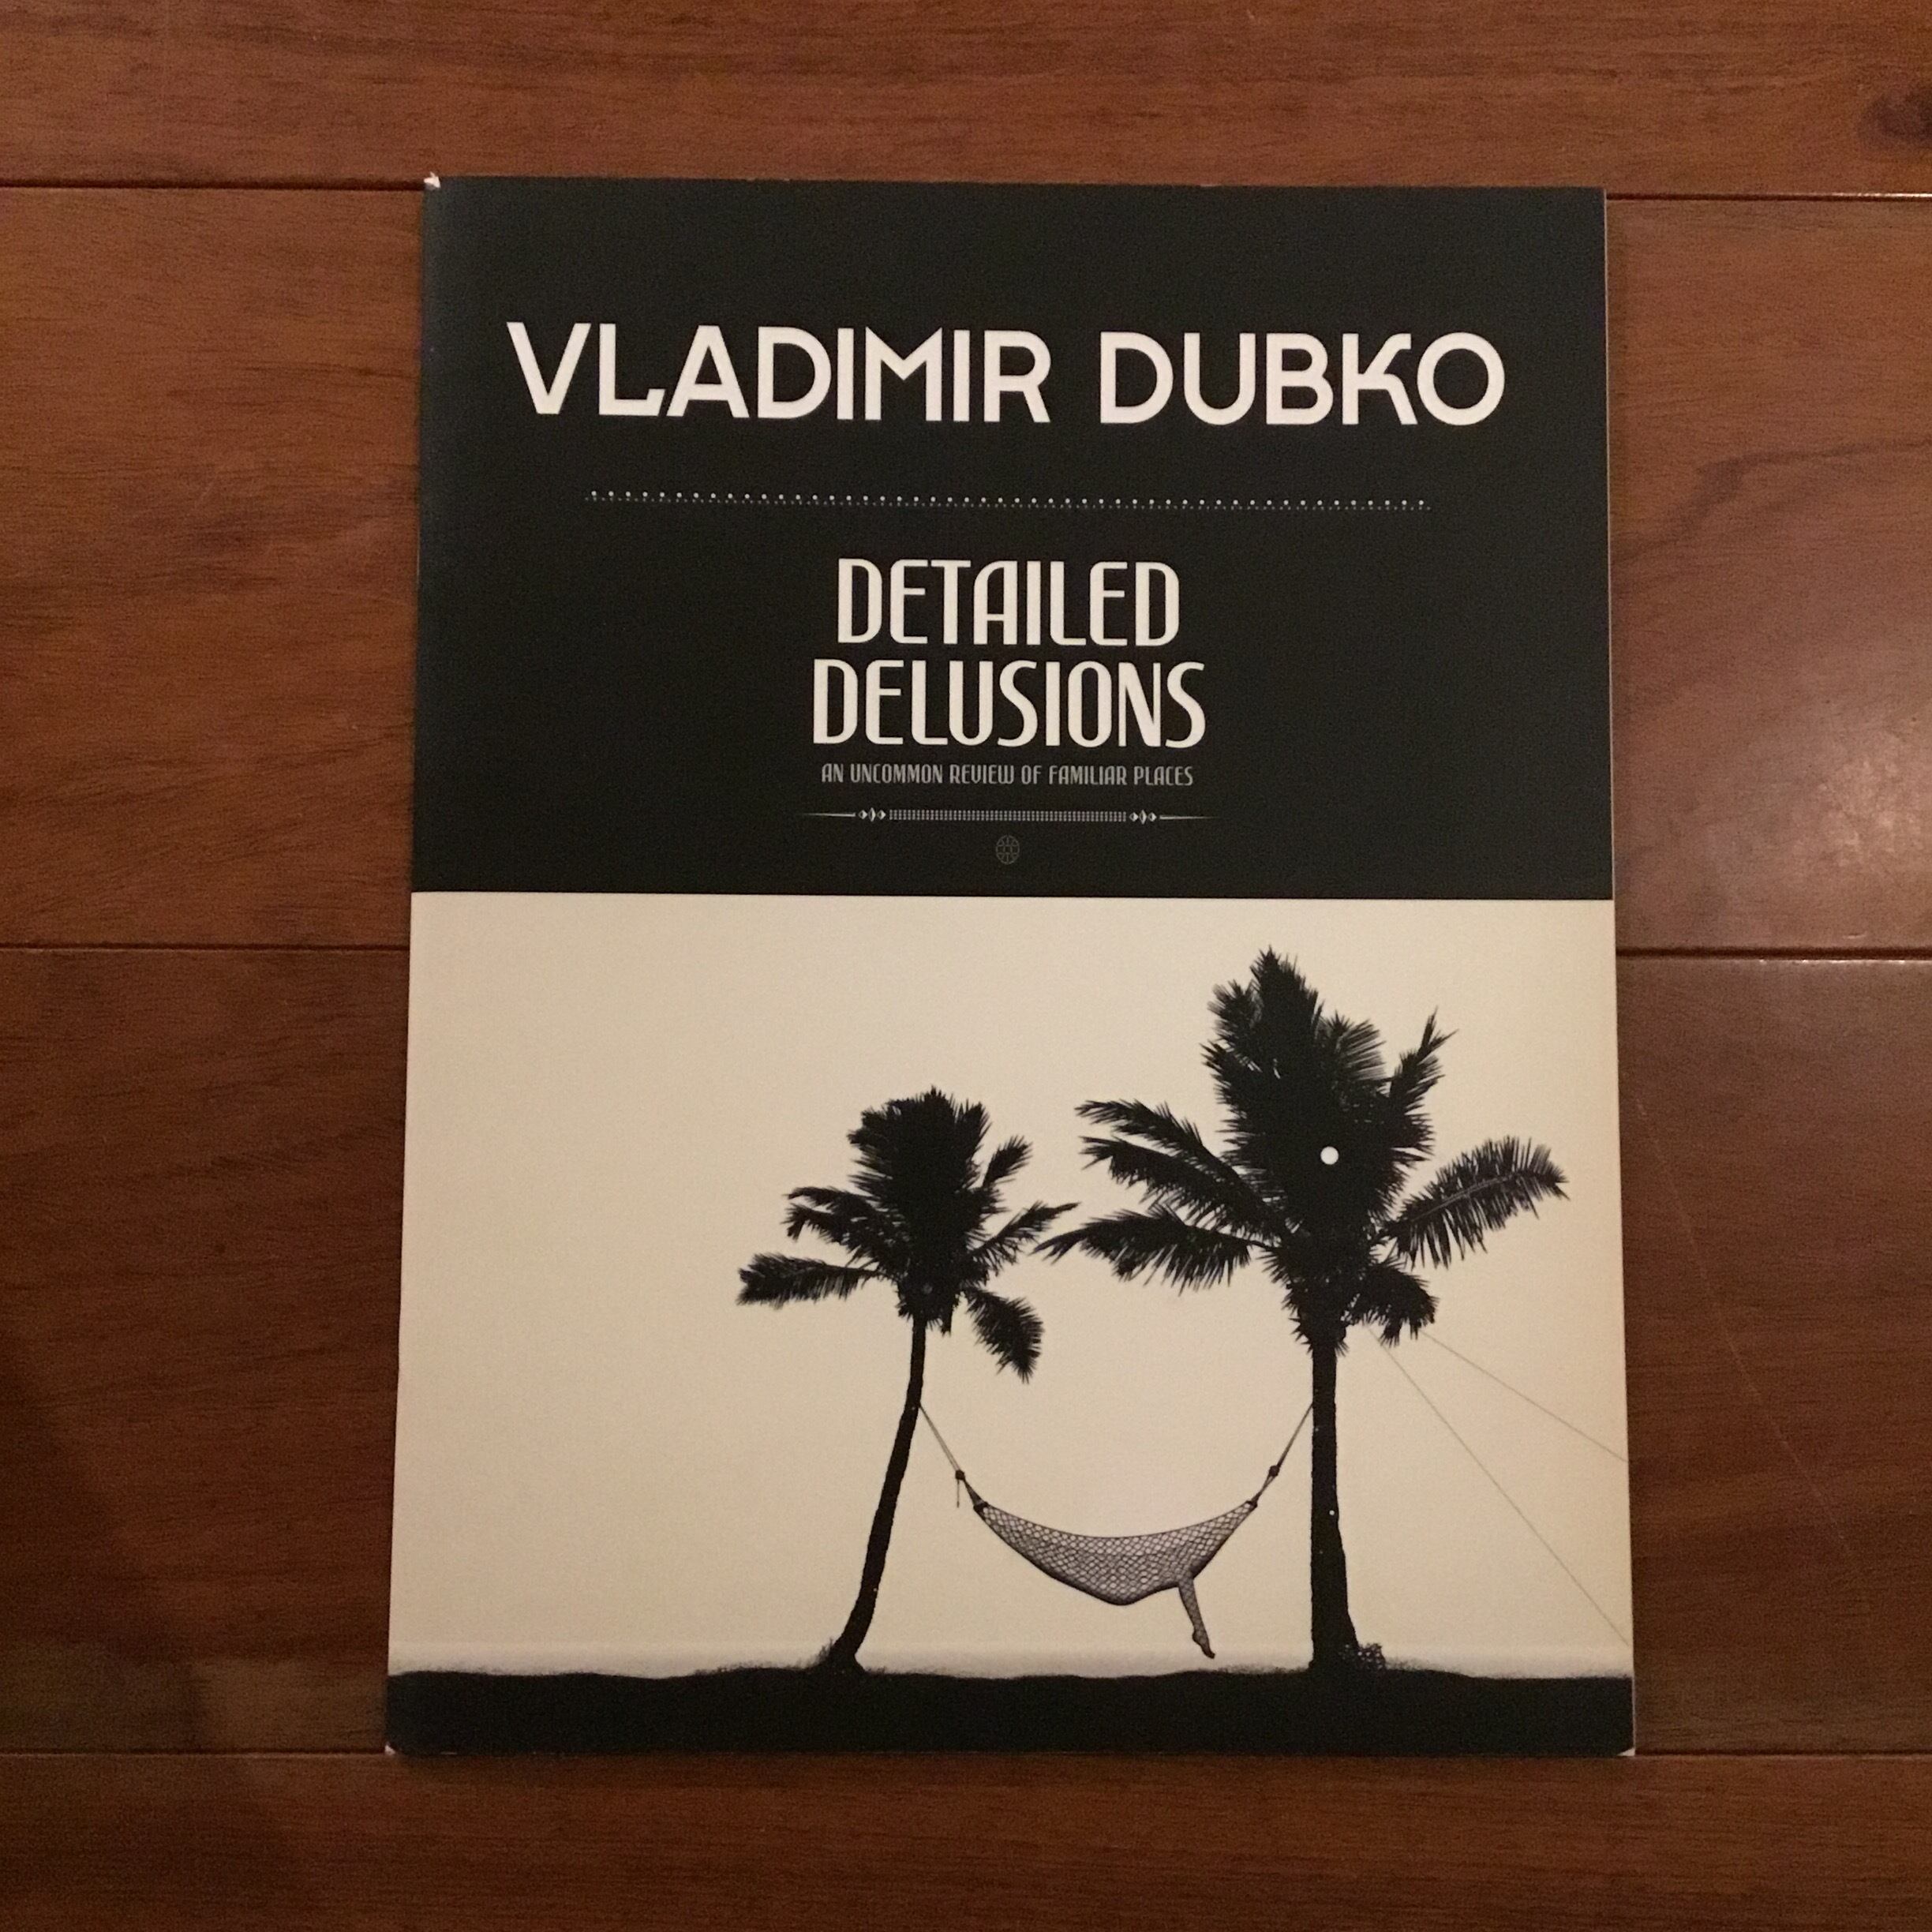 VLADIMIR DUBKO
DETAILED
DELUSIONS
AN UNCOMMON REVIEW OF FAMILIAR PLACES